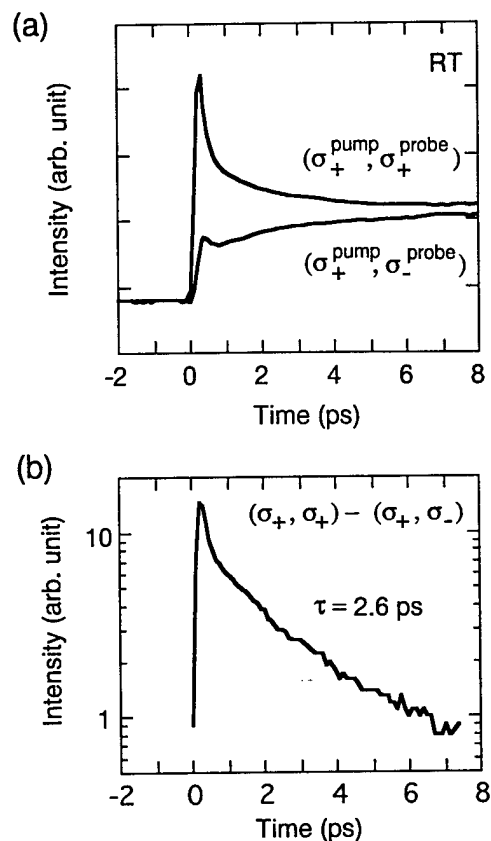 (a)
RT
(σ₊ᵖᵘᵐᵖ, σ₊ᵖʳᵒᵇᵉ)
(σ₊ᵖᵘᵐᵖ, σ₋ᵖʳᵒᵇᵉ)
Intensity (arb. unit)
-2 0 2 4 6 8
Time (ps)
(b)
(σ₊, σ₊) – (σ₊, σ₋)
10
τ = 2.6 ps
Intensity (arb. unit)
1
-2 0 2 4 6 8
Time (ps)